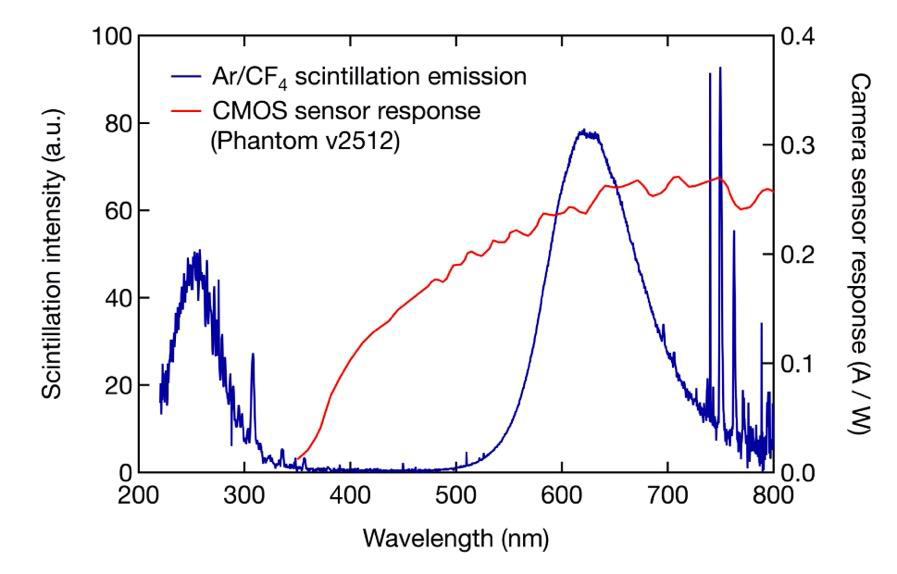 Ar/CF4 scintillation emission
CMOS sensor response
(Phantom v2512)
Scintillation intensity (a.u.)
100
80
60
40
20
0
0.4
0.3
0.2
0.1
0.0
Camera sensor response (A / W)
200 300 400 500 600 700 800
Wavelength (nm)